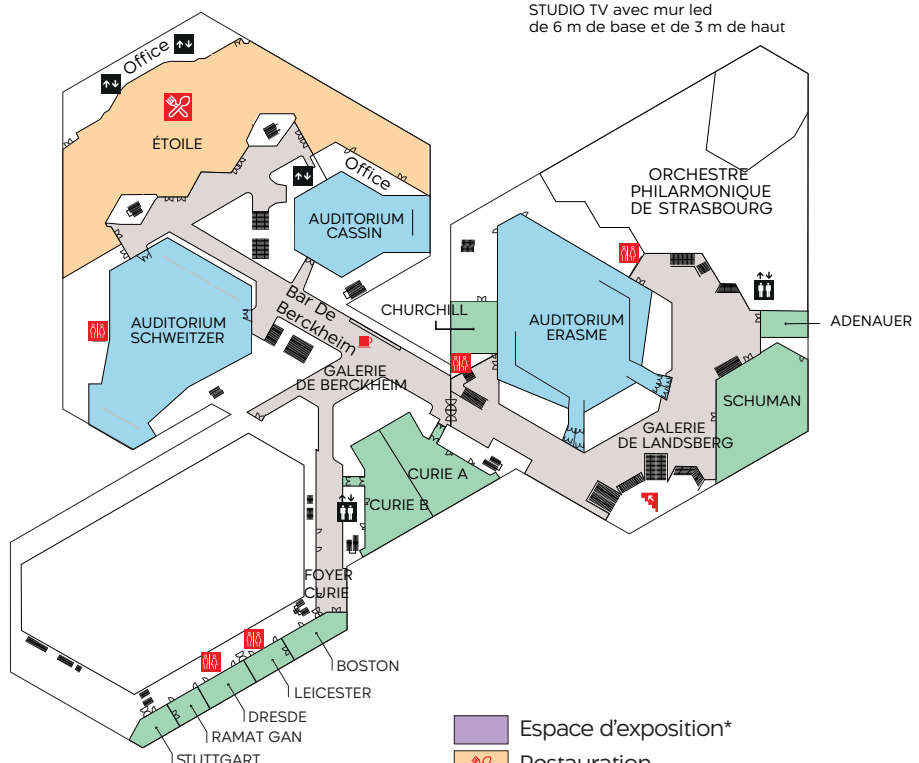 STUDIO TV avec mur led
de 6 m de base et de 3 m de haut
Office
ÉTOILE
Office
ORCHESTRE
PHILARMONIQUE
DE STRASBOURG
AUDITORIUM
CASSIN
Bar De
Berckheim
CHURCHILL
AUDITORIUM
ERASME
ADENAUER
AUDITORIUM
SCHWEITZER
GALERIE
DE BERCKHEIM
SCHUMAN
GALERIE
DE LANDSBERG
CURIE A
CURIE B
FOYER
CURIE
BOSTON
LEICESTER
DRESDE
RAMAT GAN
STUTTGART
Espace d'exposition*
Restauration